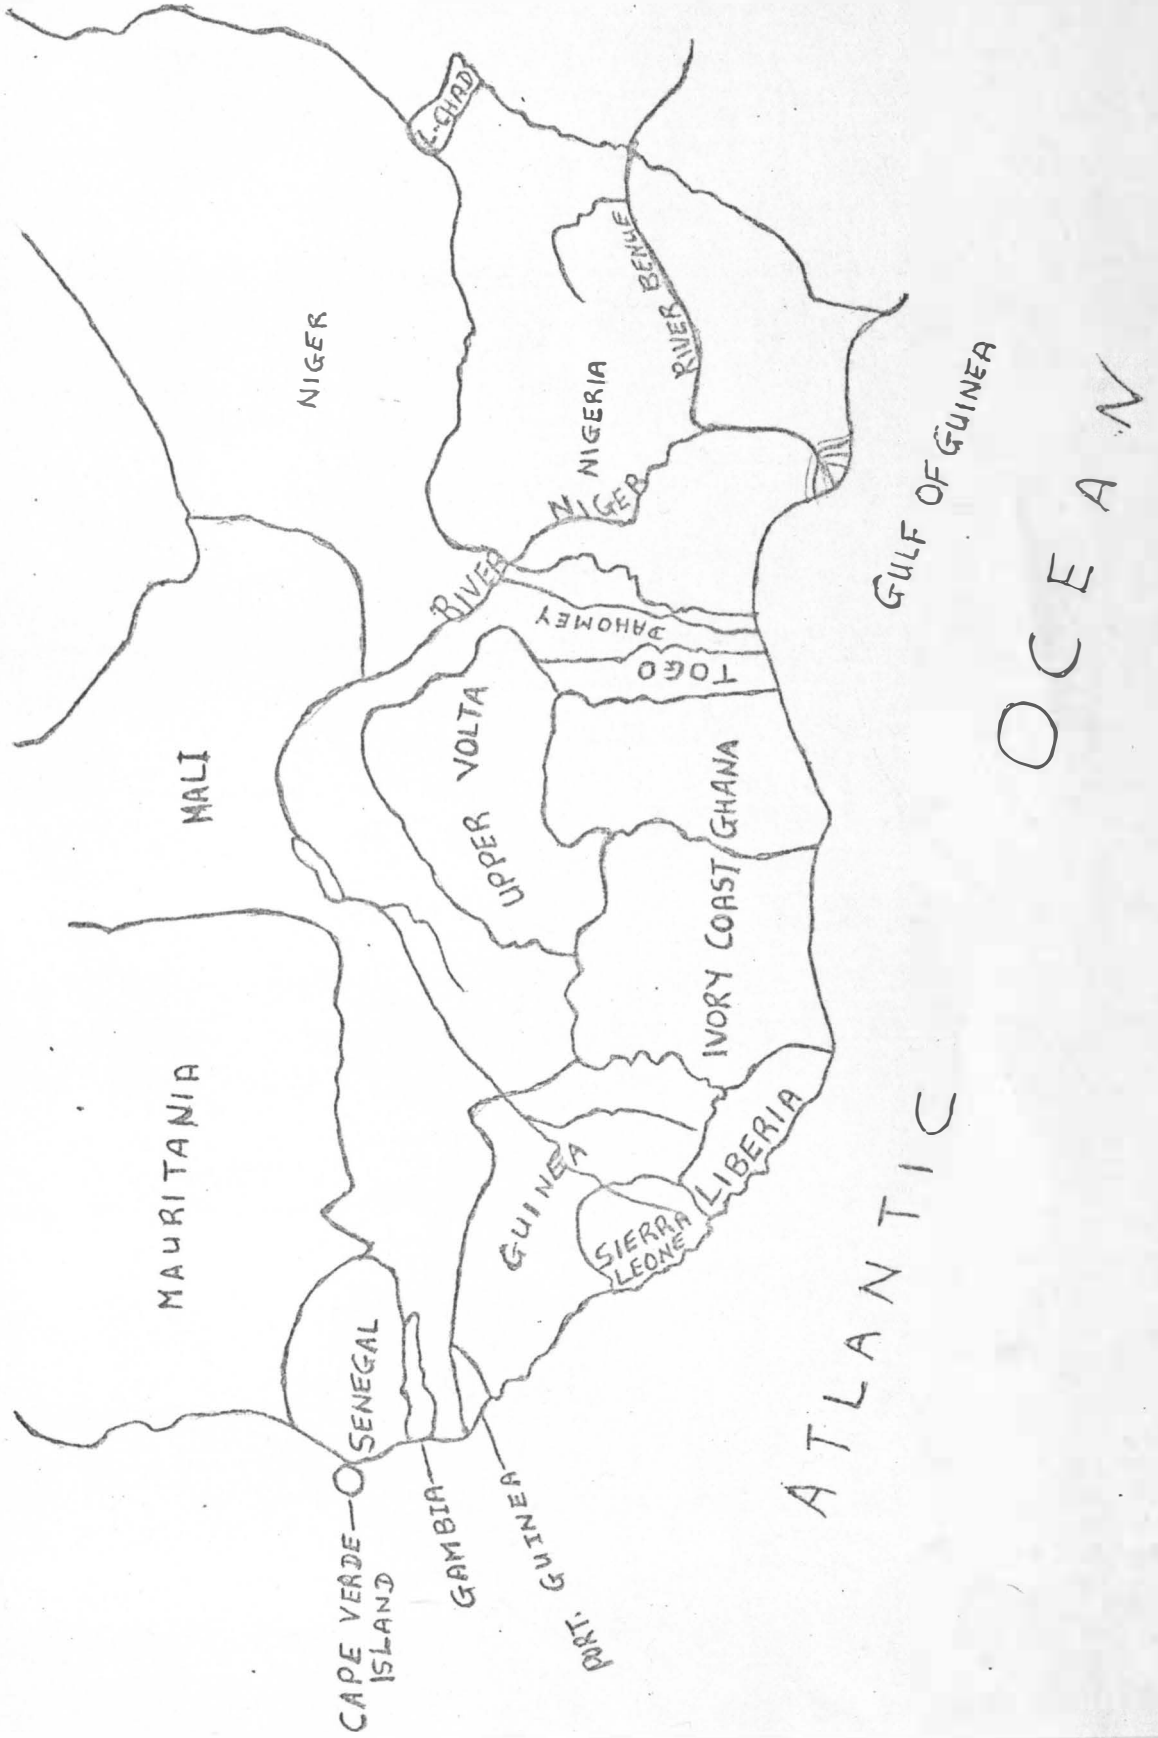 MAURITANIA
MALI
NIGER
L-CHAD
CAPE VERDE
ISLAND
SENEGAL
GAMBIA
PORT. GUINEA
GUINEA
SIERRA
LEONE
LIBERIA
IVORY COAST
UPPER VOLTA
GHANA
TOGO
DAHOMEY
RIVER NIGER
NIGERIA
RIVER BENUE
GULF OF GUINEA
ATLANTIC OCEAN